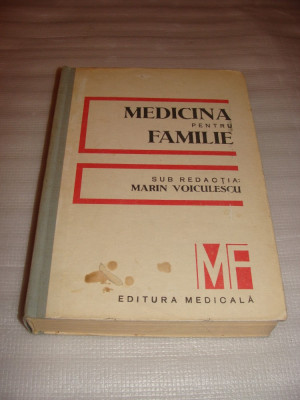 MEDICINA
PENTRU
FAMILIE
SUB REDACȚIA:
MARIN VOICULESCU
MF
EDITURA MEDICALĂ